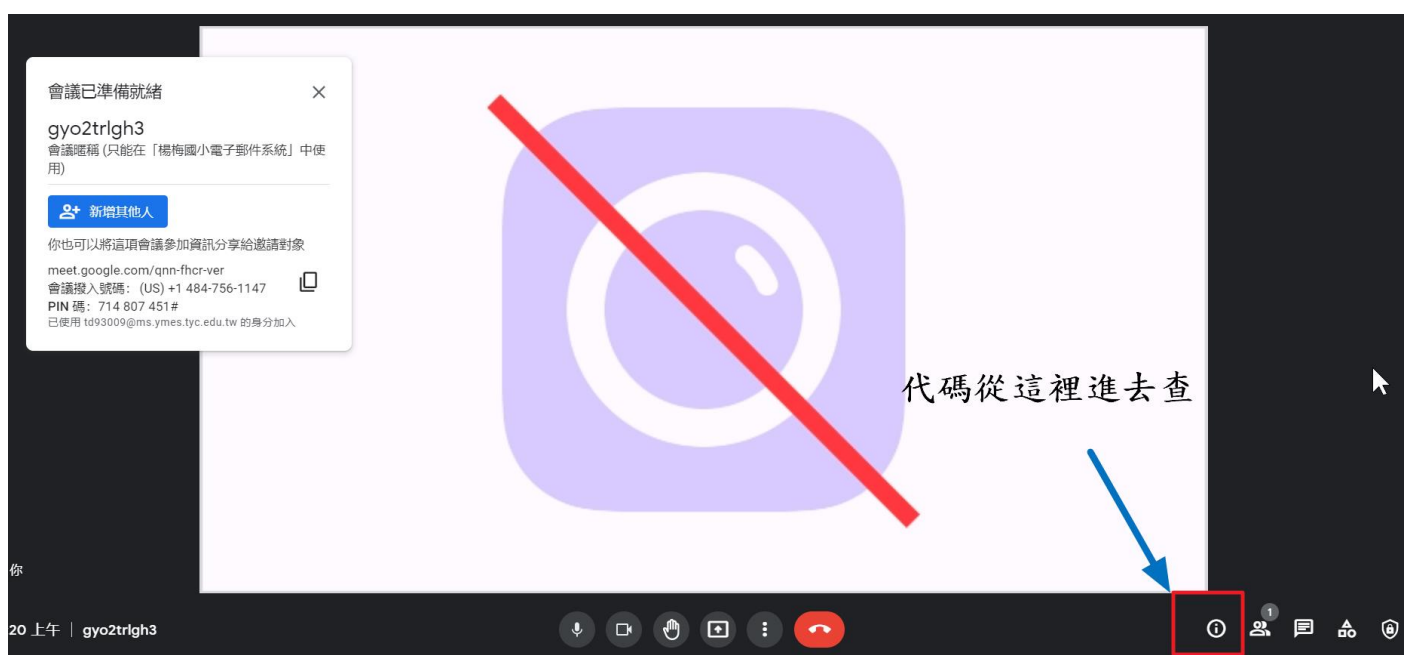 會議已準備就緒
gyo2trlgh3
會議暱稱 (只能在「楊梅國小電子郵件系統」中使
用)
新增其他人
你也可以將這項會議參加資訊分享給邀請對象
meet.google.com/qnn-fhcr-ver
會議撥入號碼： (US) +1 484-756-1147
PIN 碼： 714 807 451#
已使用 td93009@ms.ymes.tyc.edu.tw 的身分加入
代碼從這裡進去查
你
20 上午 | gyo2trlgh3
1